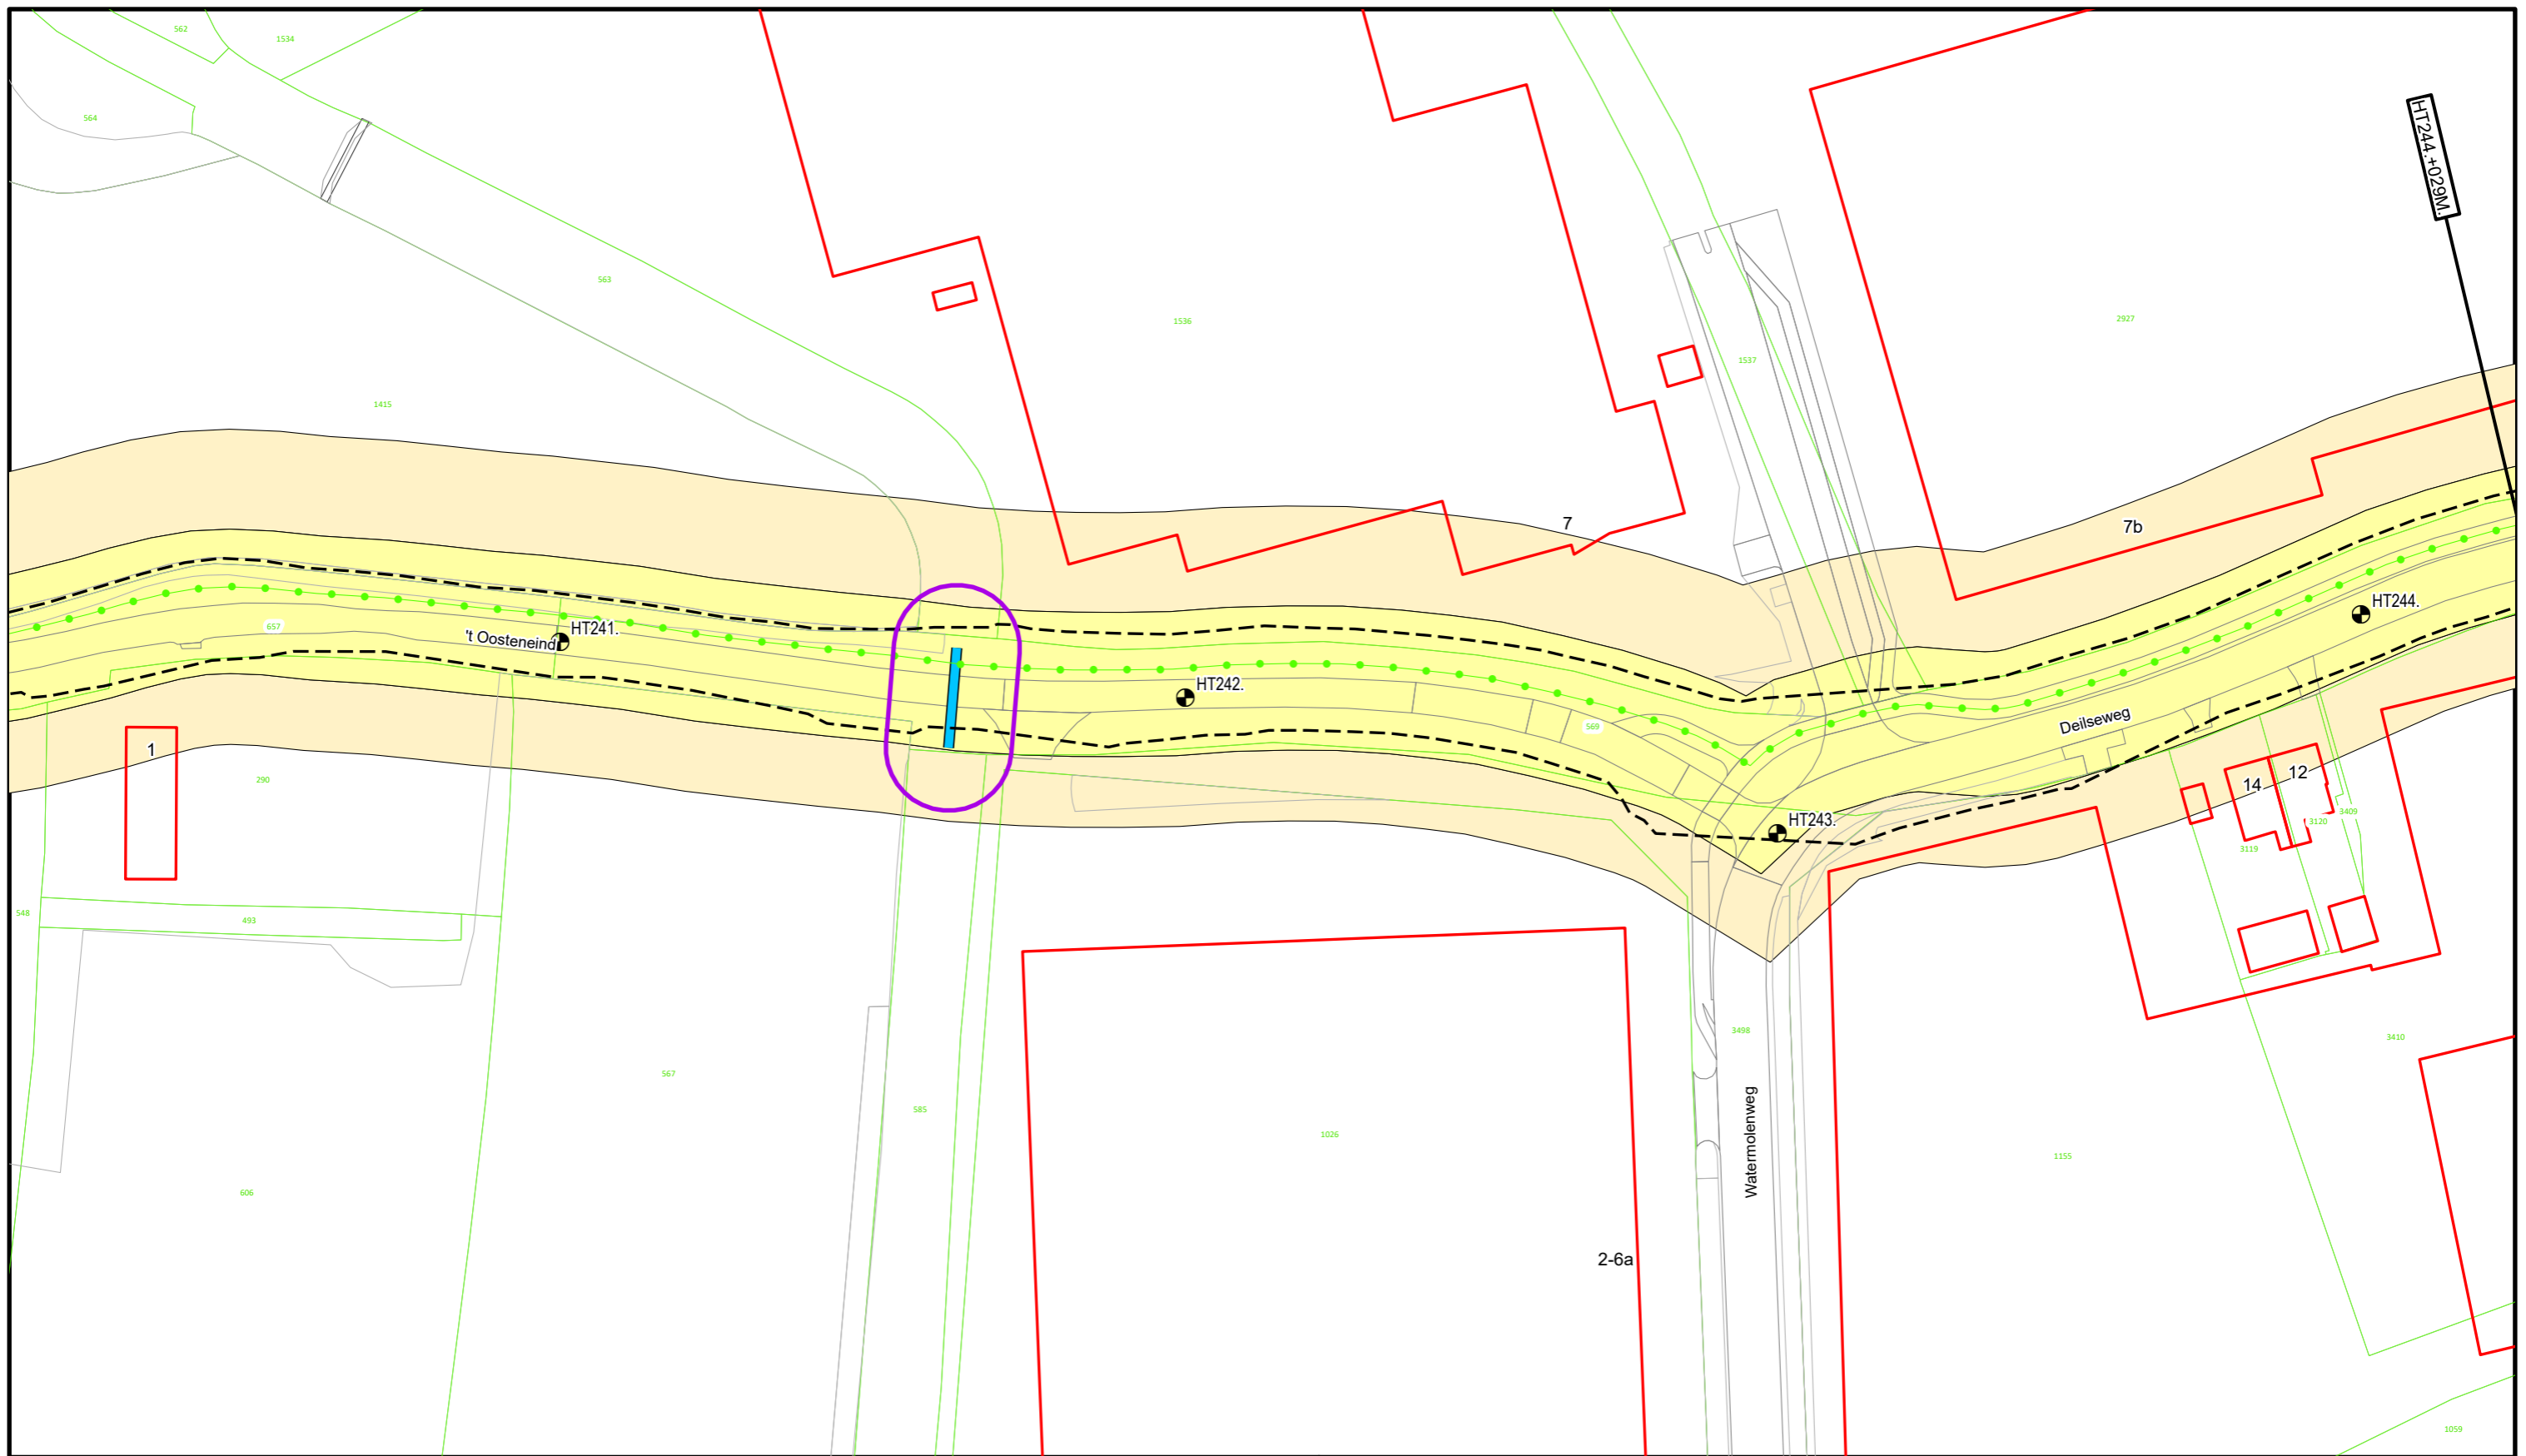 562
1534
564
HT244.+029M.
563
1536
2927
1537
1415
7
7b
HT244.
657
't Oosteneind
HT241.
HT242.
569
Deilseweg
1
290
14
12
3409
3120
HT243.
3119
548
493
3498
3410
567
585
1026
Watermolenweg
1155
606
2-6a
1059